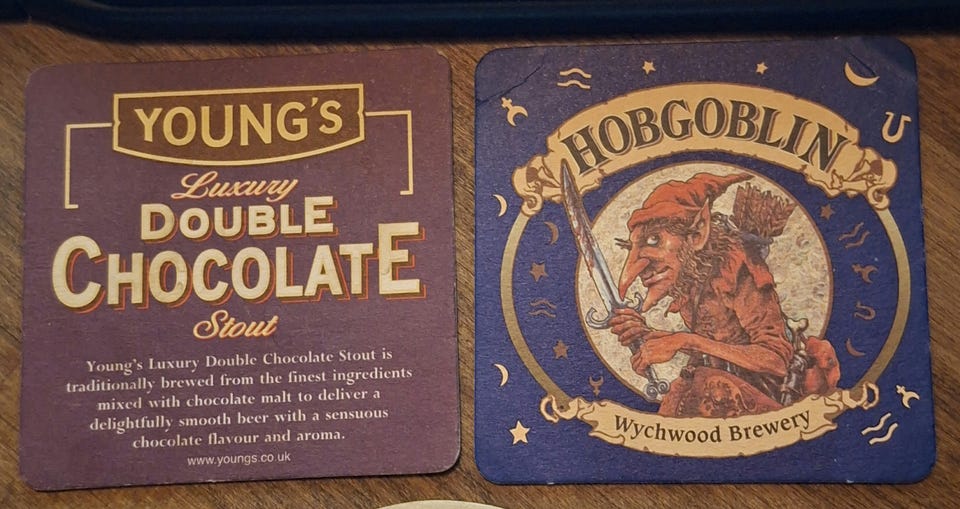 YOUNG'S
Luxury
DOUBLE
CHOCOLATE
Stout
Young's Luxury Double Chocolate Stout is
traditionally brewed from the finest ingredients
mixed with chocolate malt to deliver a
delightfully smooth beer with a sensuous
chocolate flavour and aroma.
www.youngs.co.uk
HOBGOBLIN
Wychwood Brewery